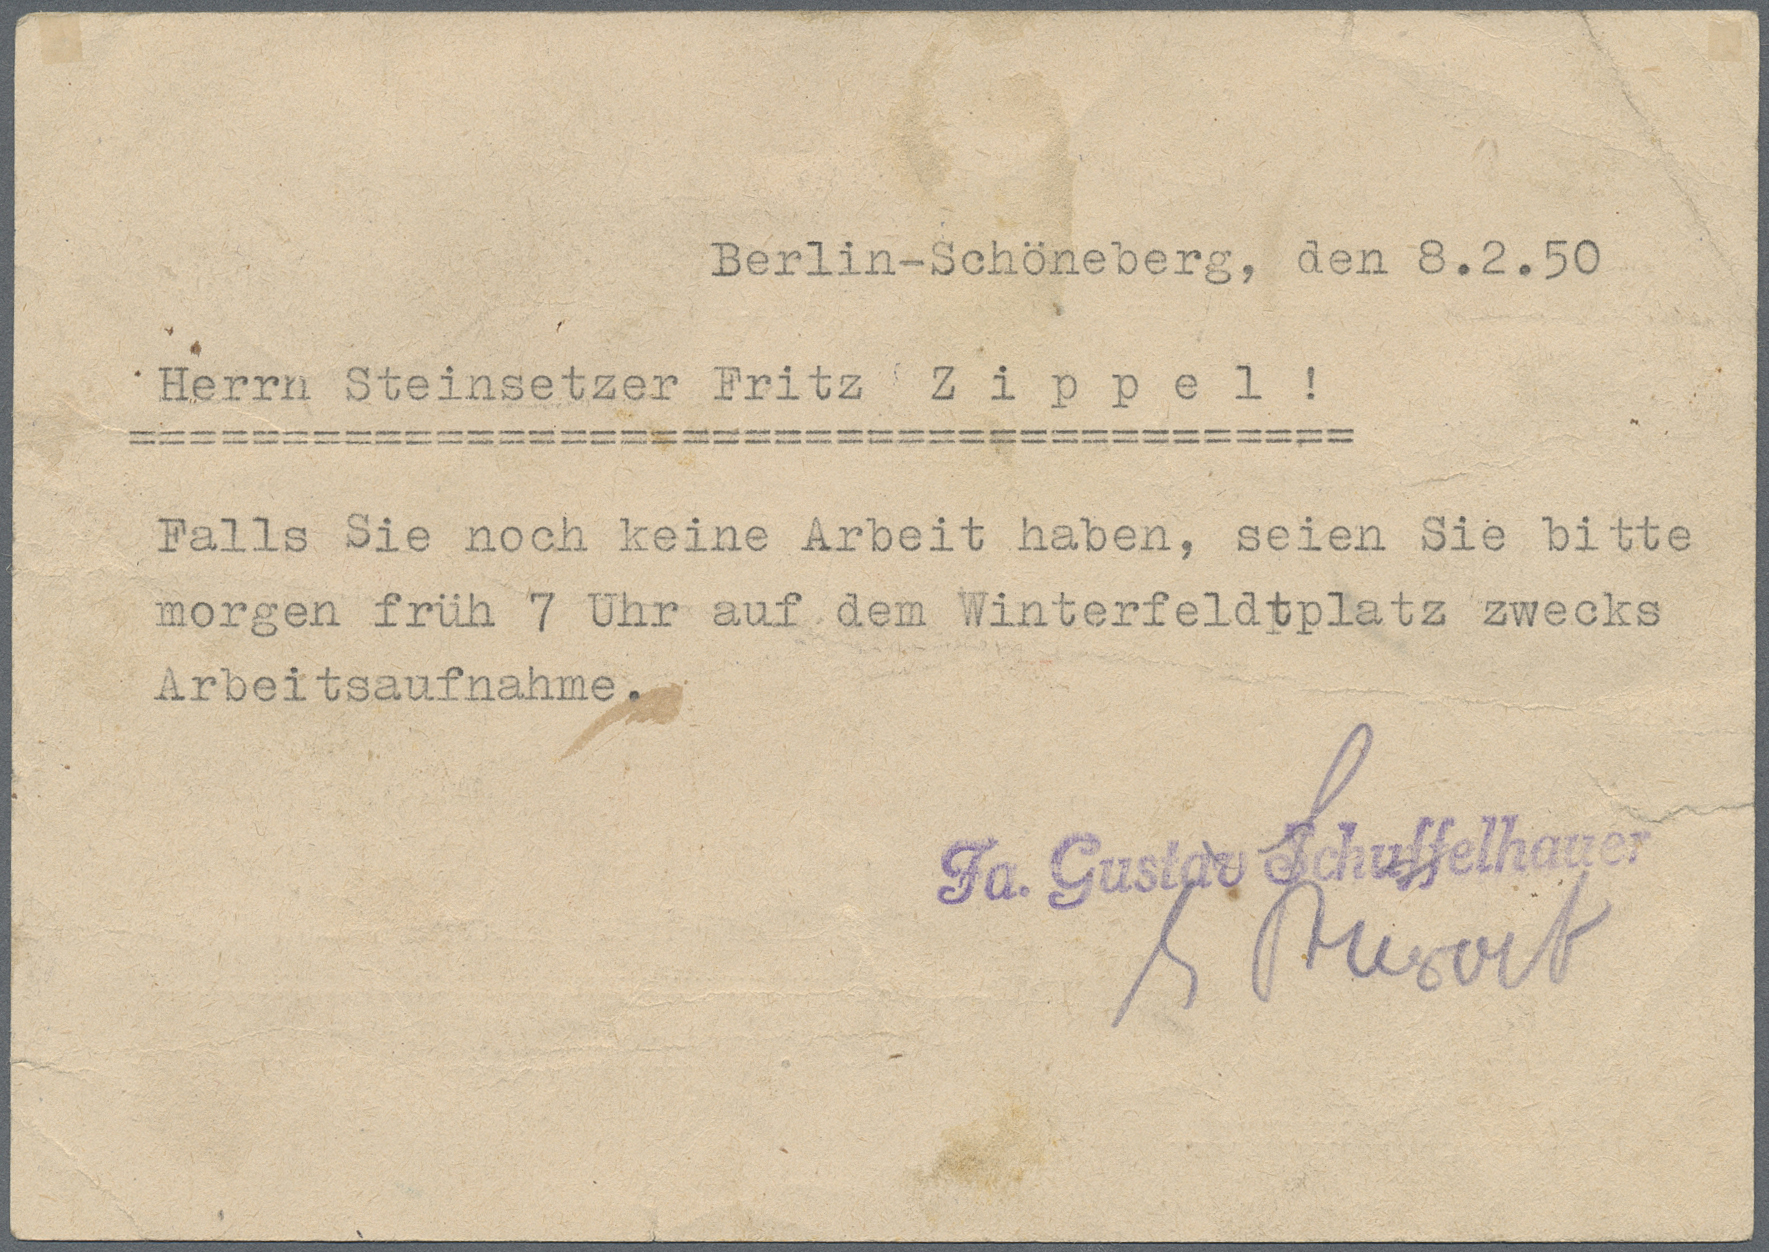 Berlin-Schöneberg, den 8.2.50
Herrn Steinsetzer Fritz Z i p p e l !
========================================
Falls Sie noch keine Arbeit haben, seien Sie bitte
morgen früh 7 Uhr auf dem Winterfeldtplatz zwecks
Arbeitsaufnahme.
Fa. Gustav Schuffelhauer